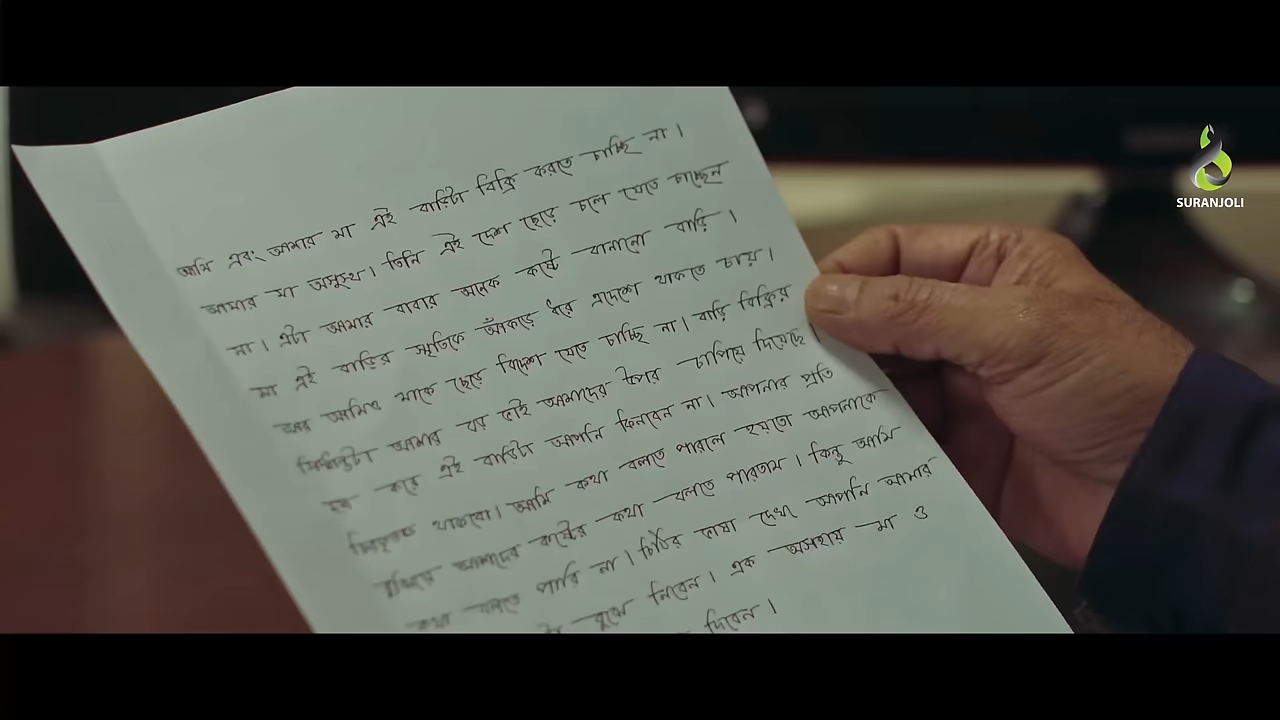 আমি এবং আমার মা এই বাড়িটা বিক্রি করতে চাচ্ছি না।
আমার মা অসুস্থ। তিনি এই দেশ ছেড়ে চলে যেতে চাচ্ছেন
না। এটা আমার বাবার অনেক কষ্টে বানানো বাড়ি।
মা এই বাড়ির স্মৃতিকে আঁকড়ে ধরে এদেশে থাকতে চায়।
আর আমিও মাকে ছেড়ে বিদেশ যেতে চাচ্ছি না। বাড়ি বিক্রির
সিদ্ধান্তটা আমার বড় ভাই আমাদের উপর চাপিয়ে দিয়েছে।
করে এই বাড়িটা আপনি কিনবেন না। আপনার প্রতি
চিরকৃতজ্ঞ থাকবো। আমি কথা বলতে পারলে হয়তো আপনাকে
বুঝিয়ে আমাদের কষ্টের কথা বলতে পারতাম। কিন্তু আমি
কথা বলতে পারি না। চিঠির ভাষা দেখে আপনি আমার
বুঝে নিবেন। এক অসহায় মা ও
দিবেন।
SURANJOLI